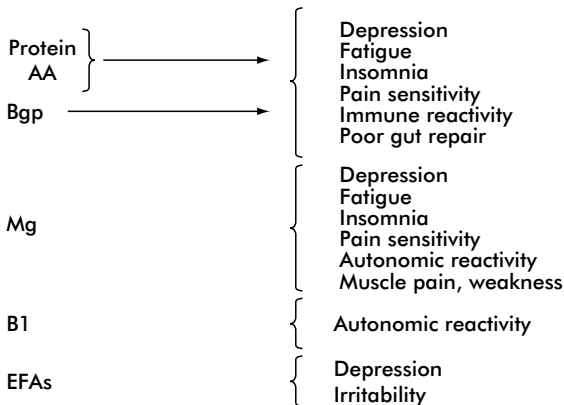 Protein
AA
Bgp
Depression
Fatigue
Insomnia
Pain sensitivity
Immune reactivity
Poor gut repair
Mg
Depression
Fatigue
Insomnia
Pain sensitivity
Autonomic reactivity
Muscle pain, weakness
B1
Autonomic reactivity
EFAs
Depression
Irritability